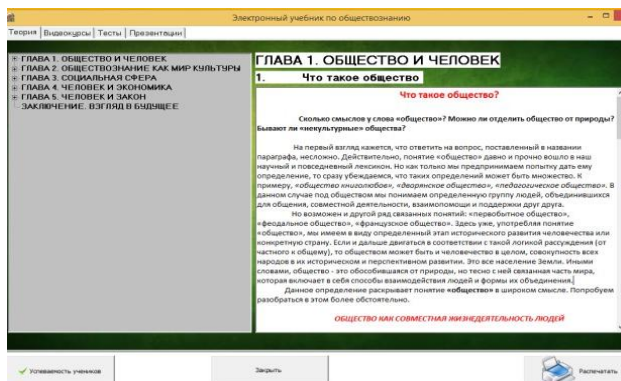 Электронный учебник по обществознанию
Теория Видеокурсы Тесты Презентации
ГЛАВА 1. ОБЩЕСТВО И ЧЕЛОВЕК
ГЛАВА 2. ОБЩЕСТВОЗНАНИЕ КАК МИР КУЛЬТУРЫ
ГЛАВА 3. СОЦИАЛЬНАЯ СФЕРА
ГЛАВА 4. ЧЕЛОВЕК И ЭКОНОМИКА
ГЛАВА 5. ЧЕЛОВЕК И ЗАКОН
ЗАКЛЮЧЕНИЕ. ВЗГЛЯД В БУДУЩЕЕ
ГЛАВА 1. ОБЩЕСТВО И ЧЕЛОВЕК
1. Что такое общество
Что такое общество?
Сколько смыслов у слова «общество»? Можно ли отделить общество от природы?
Бывают ли «некультурные» общества?
На первый взгляд кажется, что ответить на вопрос, поставленный в названии
параграфа, несложно. Действительно, понятие «общество» давно и прочно вошло в наш
научный и повседневный лексикон. Но как только мы предпринимаем попытку дать ему
определение, то сразу убеждаемся, что таких определений может быть множество. К
примеру, «общество книголюбов», «дворянское общество», «педагогическое общество». В
данном случае под обществом мы понимаем определенную группу людей, объединившихся
для общения, совместной деятельности, взаимопомощи и поддержки друг друга.
Но возможен и другой ряд связанных понятий: «первобытное общество»,
«феодальное общество», «французское общество». Здесь уже, употребляя понятие
«общество», мы имеем в виду определенный этап исторического развития человечества или
конкретную страну. Если и дальше двигаться в соответствии с такой логикой рассуждения (от
частного к общему), то обществом может быть и человечество в целом, совокупность всех
народов в их историческом и перспективном развитии. Это все население Земли. Иными
словами, общество - это обособившаяся от природы, но тесно с ней связанная часть мира,
которая включает в себя способы взаимодействия людей и формы их объединения.
Данное определение раскрывает понятие «общество» в широком смысле. Попробуем
разобраться в этом более обстоятельно.
ОБЩЕСТВО КАК СОВМЕСТНАЯ ЖИЗНЕДЕЯТЕЛЬНОСТЬ ЛЮДЕЙ
Успеваемость учеников Закрыть Распечатать